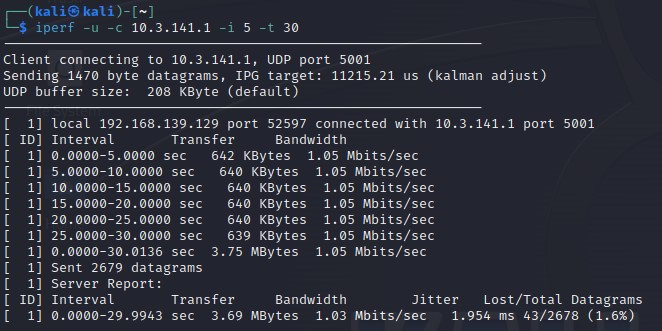 ┌──(kali㉿kali)-[~]
└─$ iperf -u -c 10.3.141.1 -i 5 -t 30
Client connecting to 10.3.141.1, UDP port 5001
Sending 1470 byte datagrams, IPG target: 11215.21 us (kalman adjust)
UDP buffer size:  208 KByte (default)
[  1] local 192.168.139.129 port 52597 connected with 10.3.141.1 port 5001
[ ID] Interval       Transfer     Bandwidth
[  1] 0.0000-5.0000 sec   642 KBytes  1.05 Mbits/sec
[  1] 5.0000-10.0000 sec   640 KBytes  1.05 Mbits/sec
[  1] 10.0000-15.0000 sec   640 KBytes  1.05 Mbits/sec
[  1] 15.0000-20.0000 sec   640 KBytes  1.05 Mbits/sec
[  1] 20.0000-25.0000 sec   640 KBytes  1.05 Mbits/sec
[  1] 25.0000-30.0000 sec   639 KBytes  1.05 Mbits/sec
[  1] 0.0000-30.0136 sec  3.75 MBytes  1.05 Mbits/sec
[  1] Sent 2679 datagrams
[  1] Server Report:
[ ID] Interval       Transfer     Bandwidth        Jitter   Lost/Total Datagrams
[  1] 0.0000-29.9943 sec  3.69 MBytes  1.03 Mbits/sec   1.954 ms 43/2678 (1.6%)